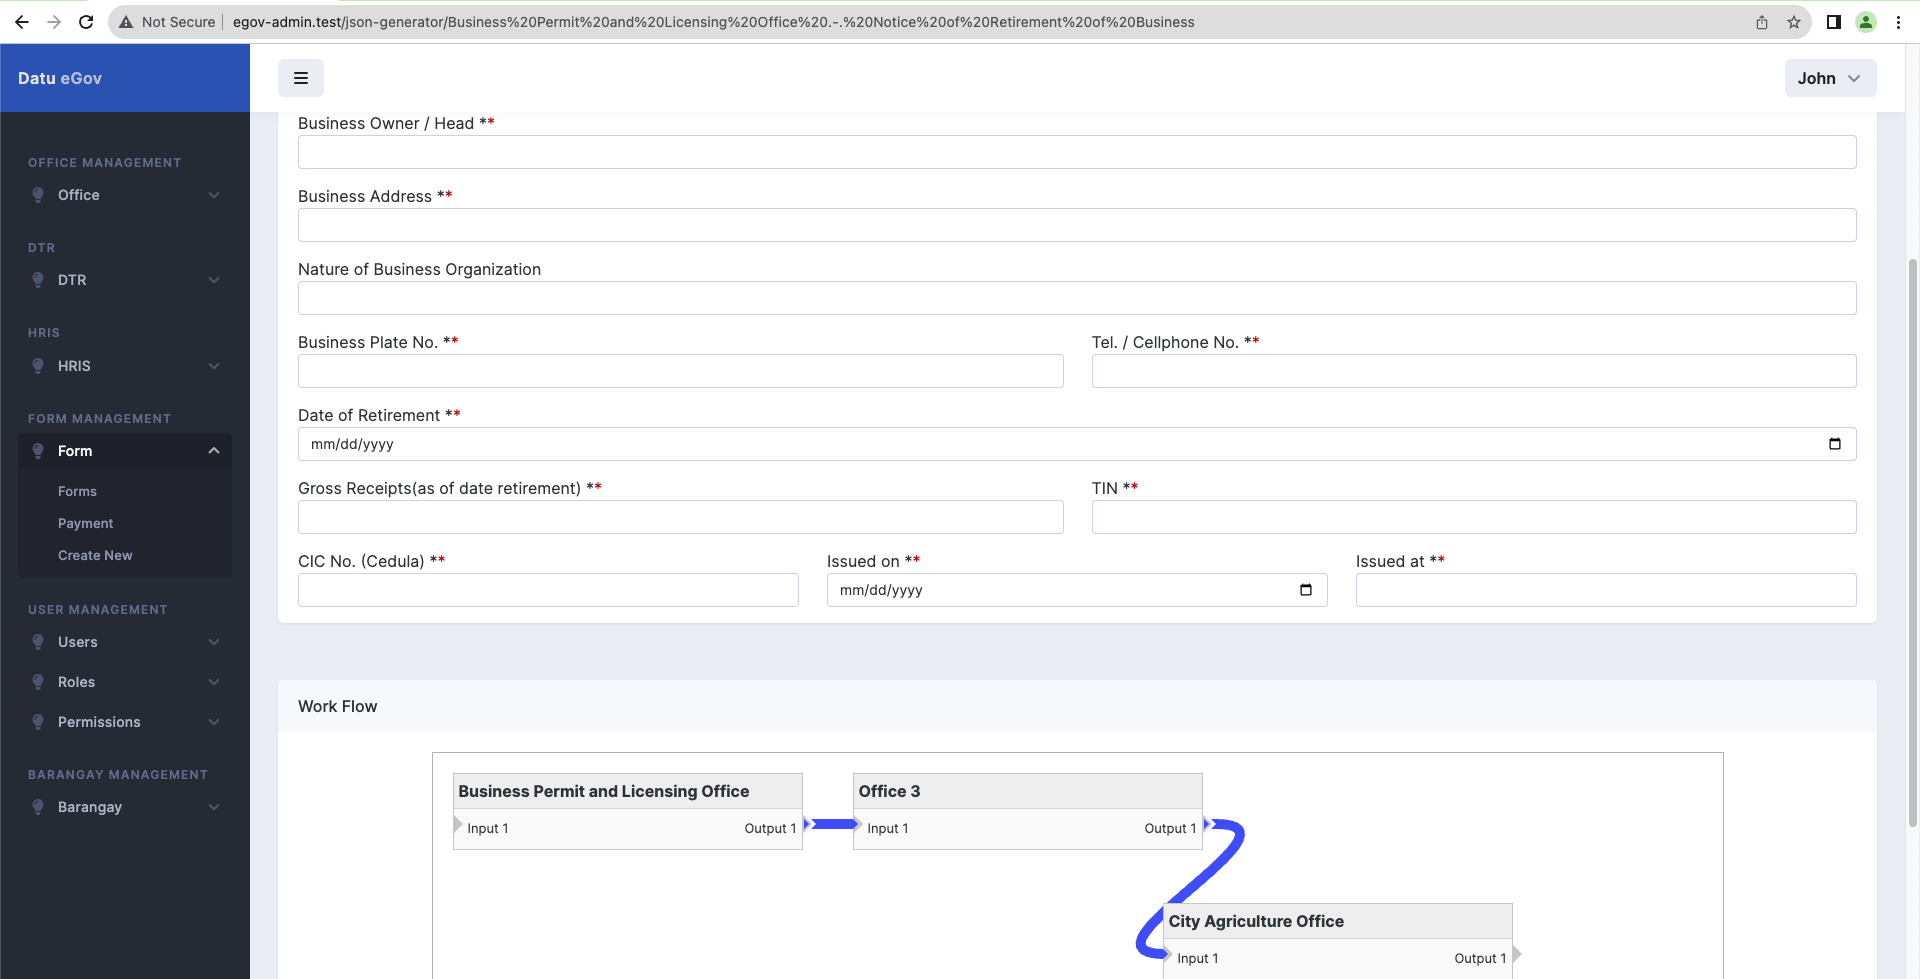 Not Secure
egov-admin.test/json-generator/Business%20Permit%20and%20Licensing%20Office%20.-.%20Notice%20of%20Retirement%20of%20Business
Datu eGov
John
OFFICE MANAGEMENT
Office
DTR
DTR
HRIS
HRIS
FORM MANAGEMENT
Form
Forms
Payment
Create New
USER MANAGEMENT
Users
Roles
Permissions
BARANGAY MANAGEMENT
Barangay
Business Owner / Head **
Business Address **
Nature of Business Organization
Business Plate No. **
Tel. / Cellphone No. **
Date of Retirement **
mm/dd/yyyy
Gross Receipts(as of date retirement) **
TIN **
CIC No. (Cedula) **
Issued on **
Issued at **
mm/dd/yyyy
Work Flow
Business Permit and Licensing Office
Input 1
Output 1
Office 3
Input 1
Output 1
City Agriculture Office
Input 1
Output 1